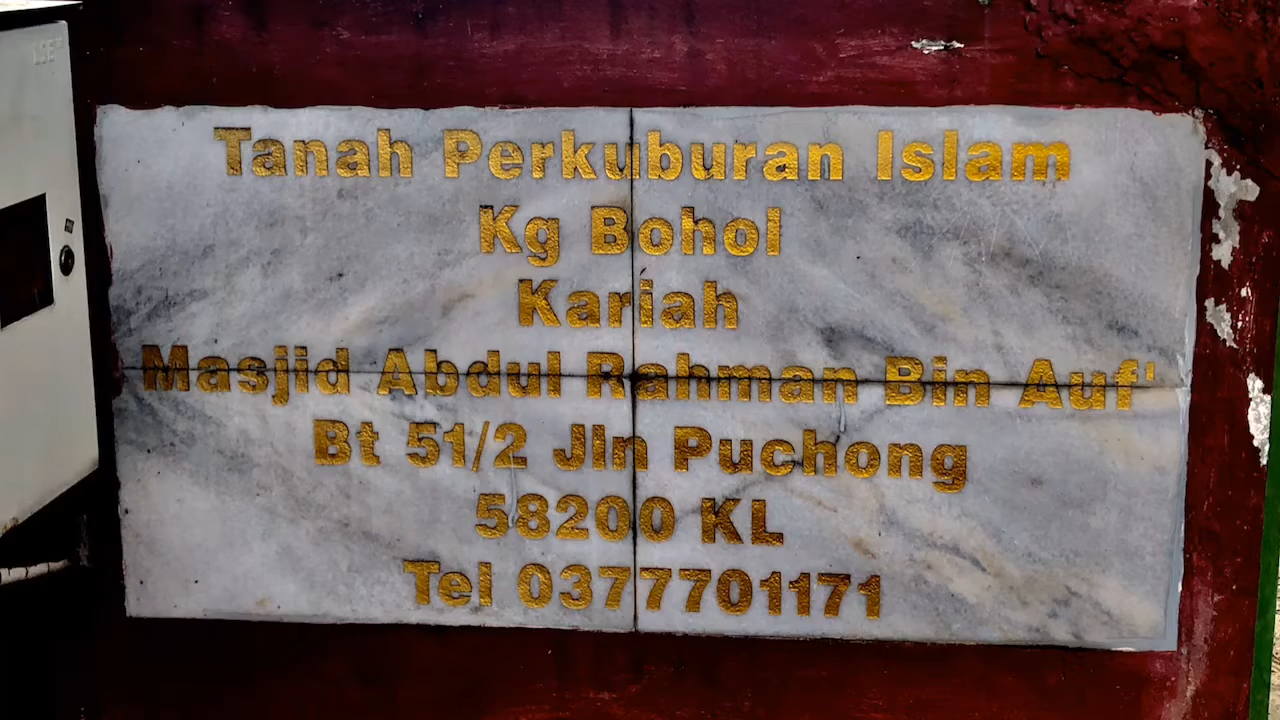 Tanah Perkuburan Islam
Kg Bohol
Kariah
Masjid Abdul Rahman Bin Auf'
Bt 51/2 Jln Puchong
58200 KL
Tel 0377701171